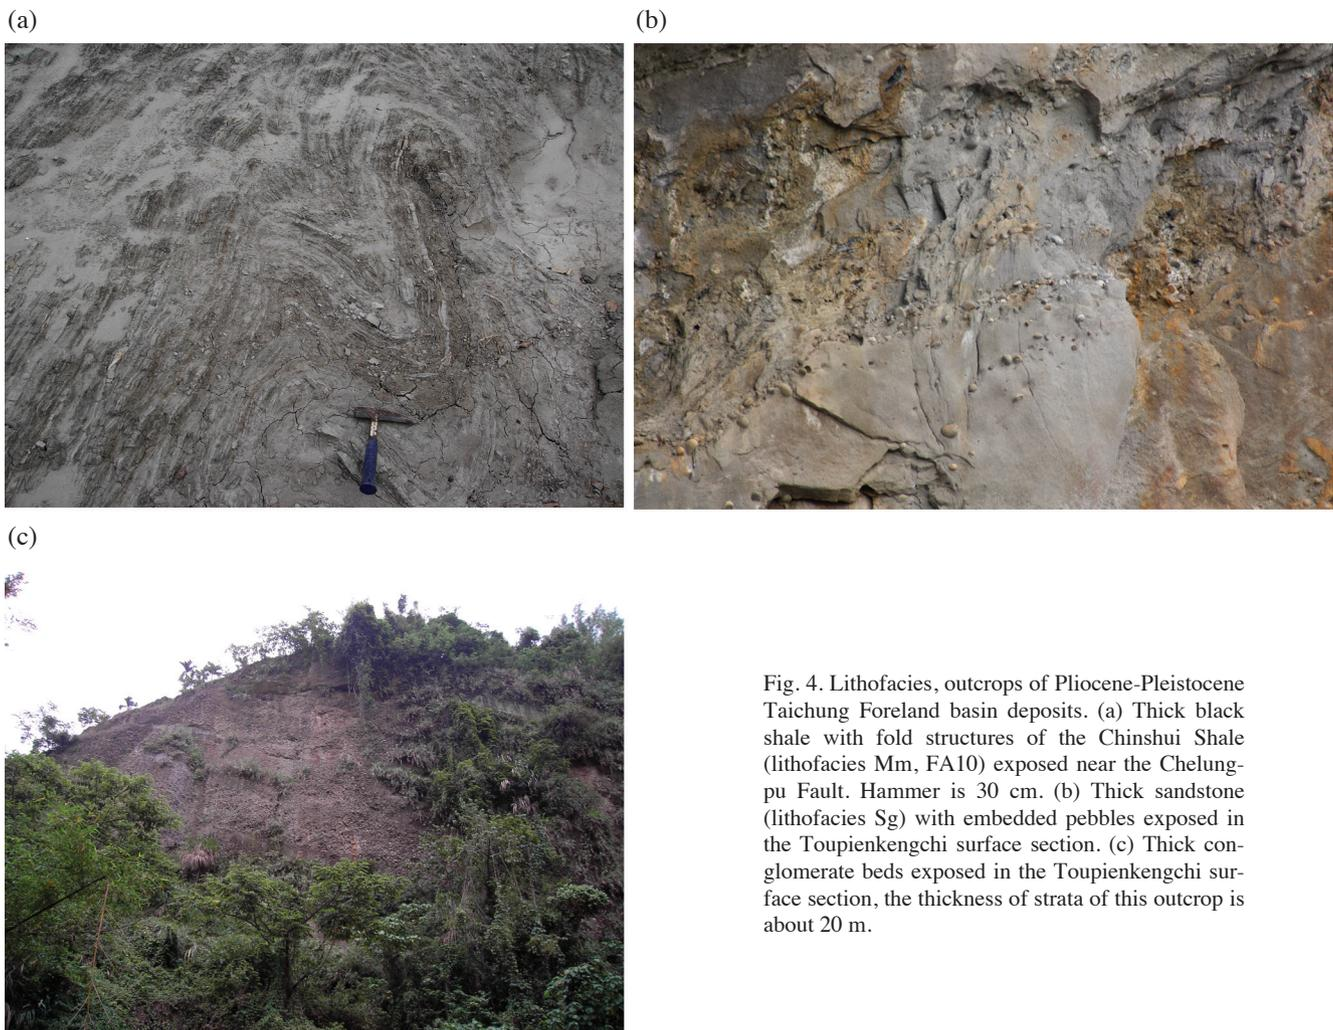 (a)
(b)
(c)
Fig. 4. Lithofacies, outcrops of Pliocene-Pleistocene
Taichung Foreland basin deposits. (a) Thick black
shale with fold structures of the Chinshui Shale
(lithofacies Mm, FA10) exposed near the Chelung-
pu Fault. Hammer is 30 cm. (b) Thick sandstone
(lithofacies Sg) with embedded pebbles exposed in
the Toupienkengchi surface section. (c) Thick con-
glomerate beds exposed in the Toupienkengchi sur-
face section, the thickness of strata of this outcrop is
about 20 m.